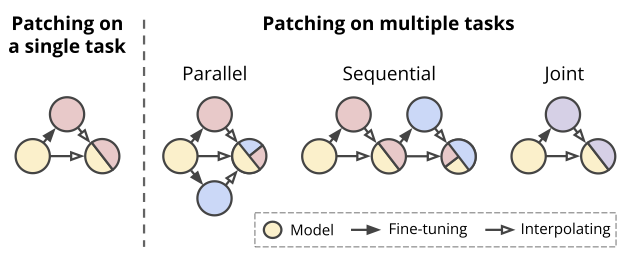 Patching on
a single task
Patching on multiple tasks
Parallel
Sequential
Joint
Model
Fine-tuning
Interpolating